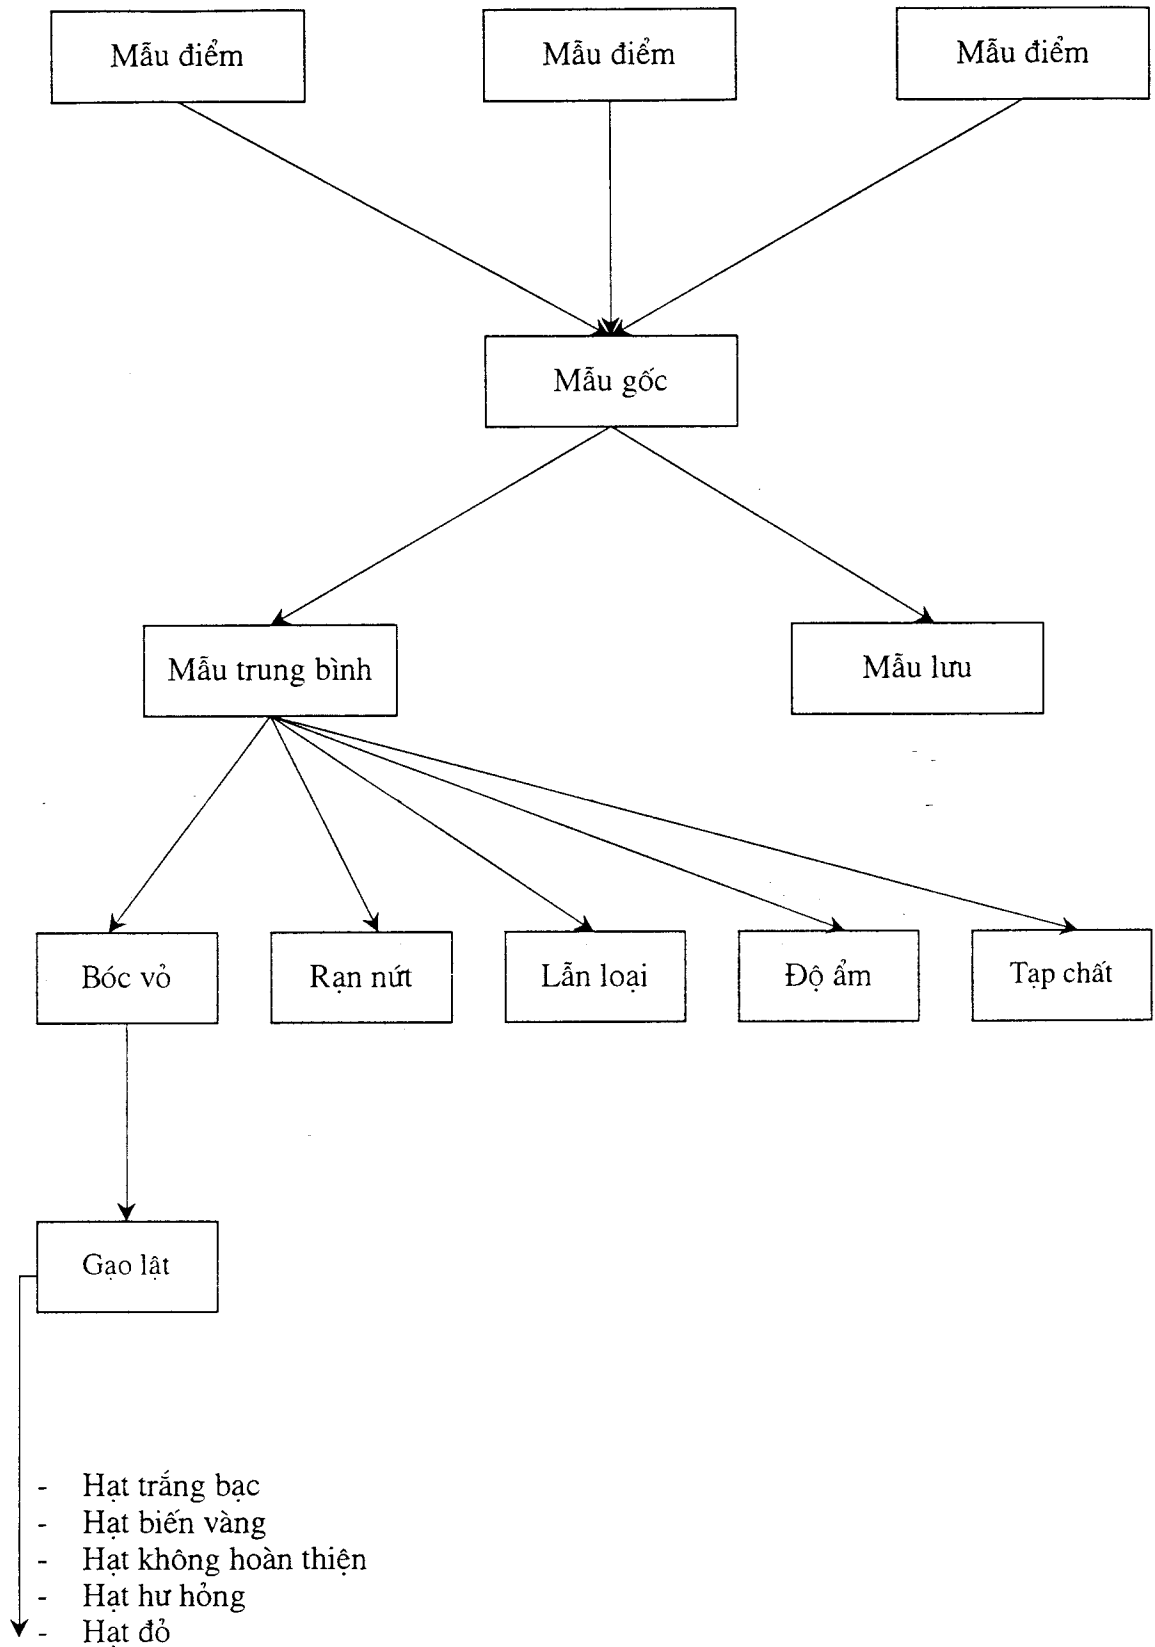 Mẫu điểm
Mẫu điểm
Mẫu điểm
Mẫu gốc
Mẫu trung bình
Mẫu lưu
Bóc vỏ
Rạn nứt
Lẫn loại
Độ ẩm
Tạp chất
Gạo lật
- Hạt trắng bạc
- Hạt biến vàng
- Hạt không hoàn thiện
- Hạt hư hỏng
- Hạt đỏ